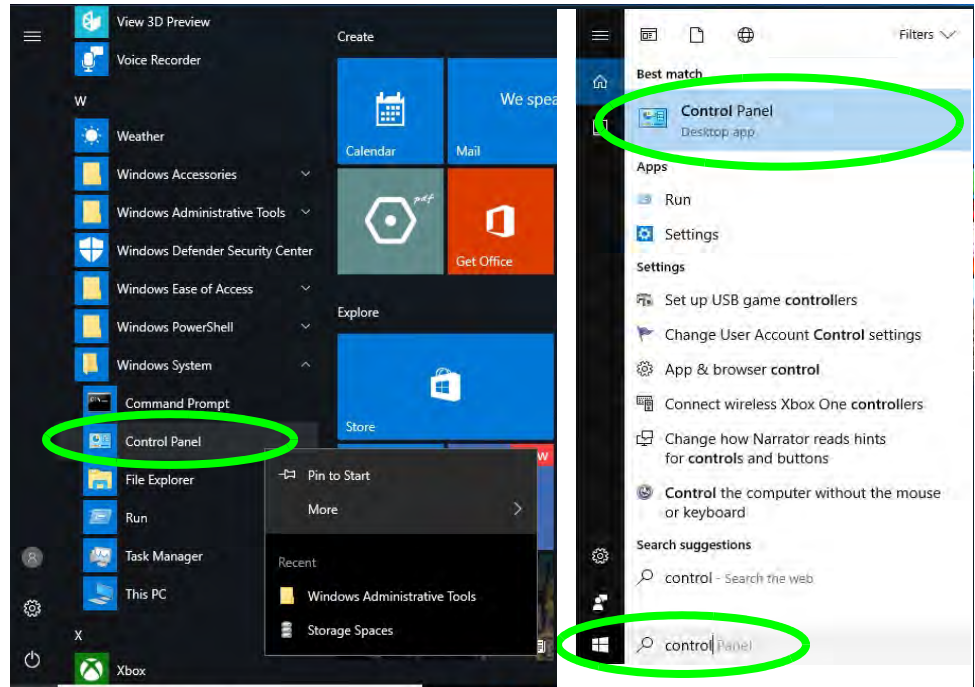 View 3D Preview
Voice Recorder
W
Weather
Windows Accessories
Windows Administrative Tools
Windows Defender Security Center
Windows Ease of Access
Windows PowerShell
Windows System
Command Prompt
Control Panel
File Explorer
Run
Task Manager
This PC
X
Xbox
Create
Calendar
We spea
Mail
pdf
Get Office
Explore
Store
W
Pin to Start
More
Recent
Windows Administrative Tools
Storage Spaces
Filters
Best match
Control Panel
Desktop app
Apps
Run
Settings
Settings
Set up USB game controllers
Change User Account Control settings
App & browser control
Connect wireless Xbox One controllers
Change how Narrator reads hints
for controls and buttons
Control the computer without the mouse
or keyboard
Search suggestions
control - Search the web
control Panel